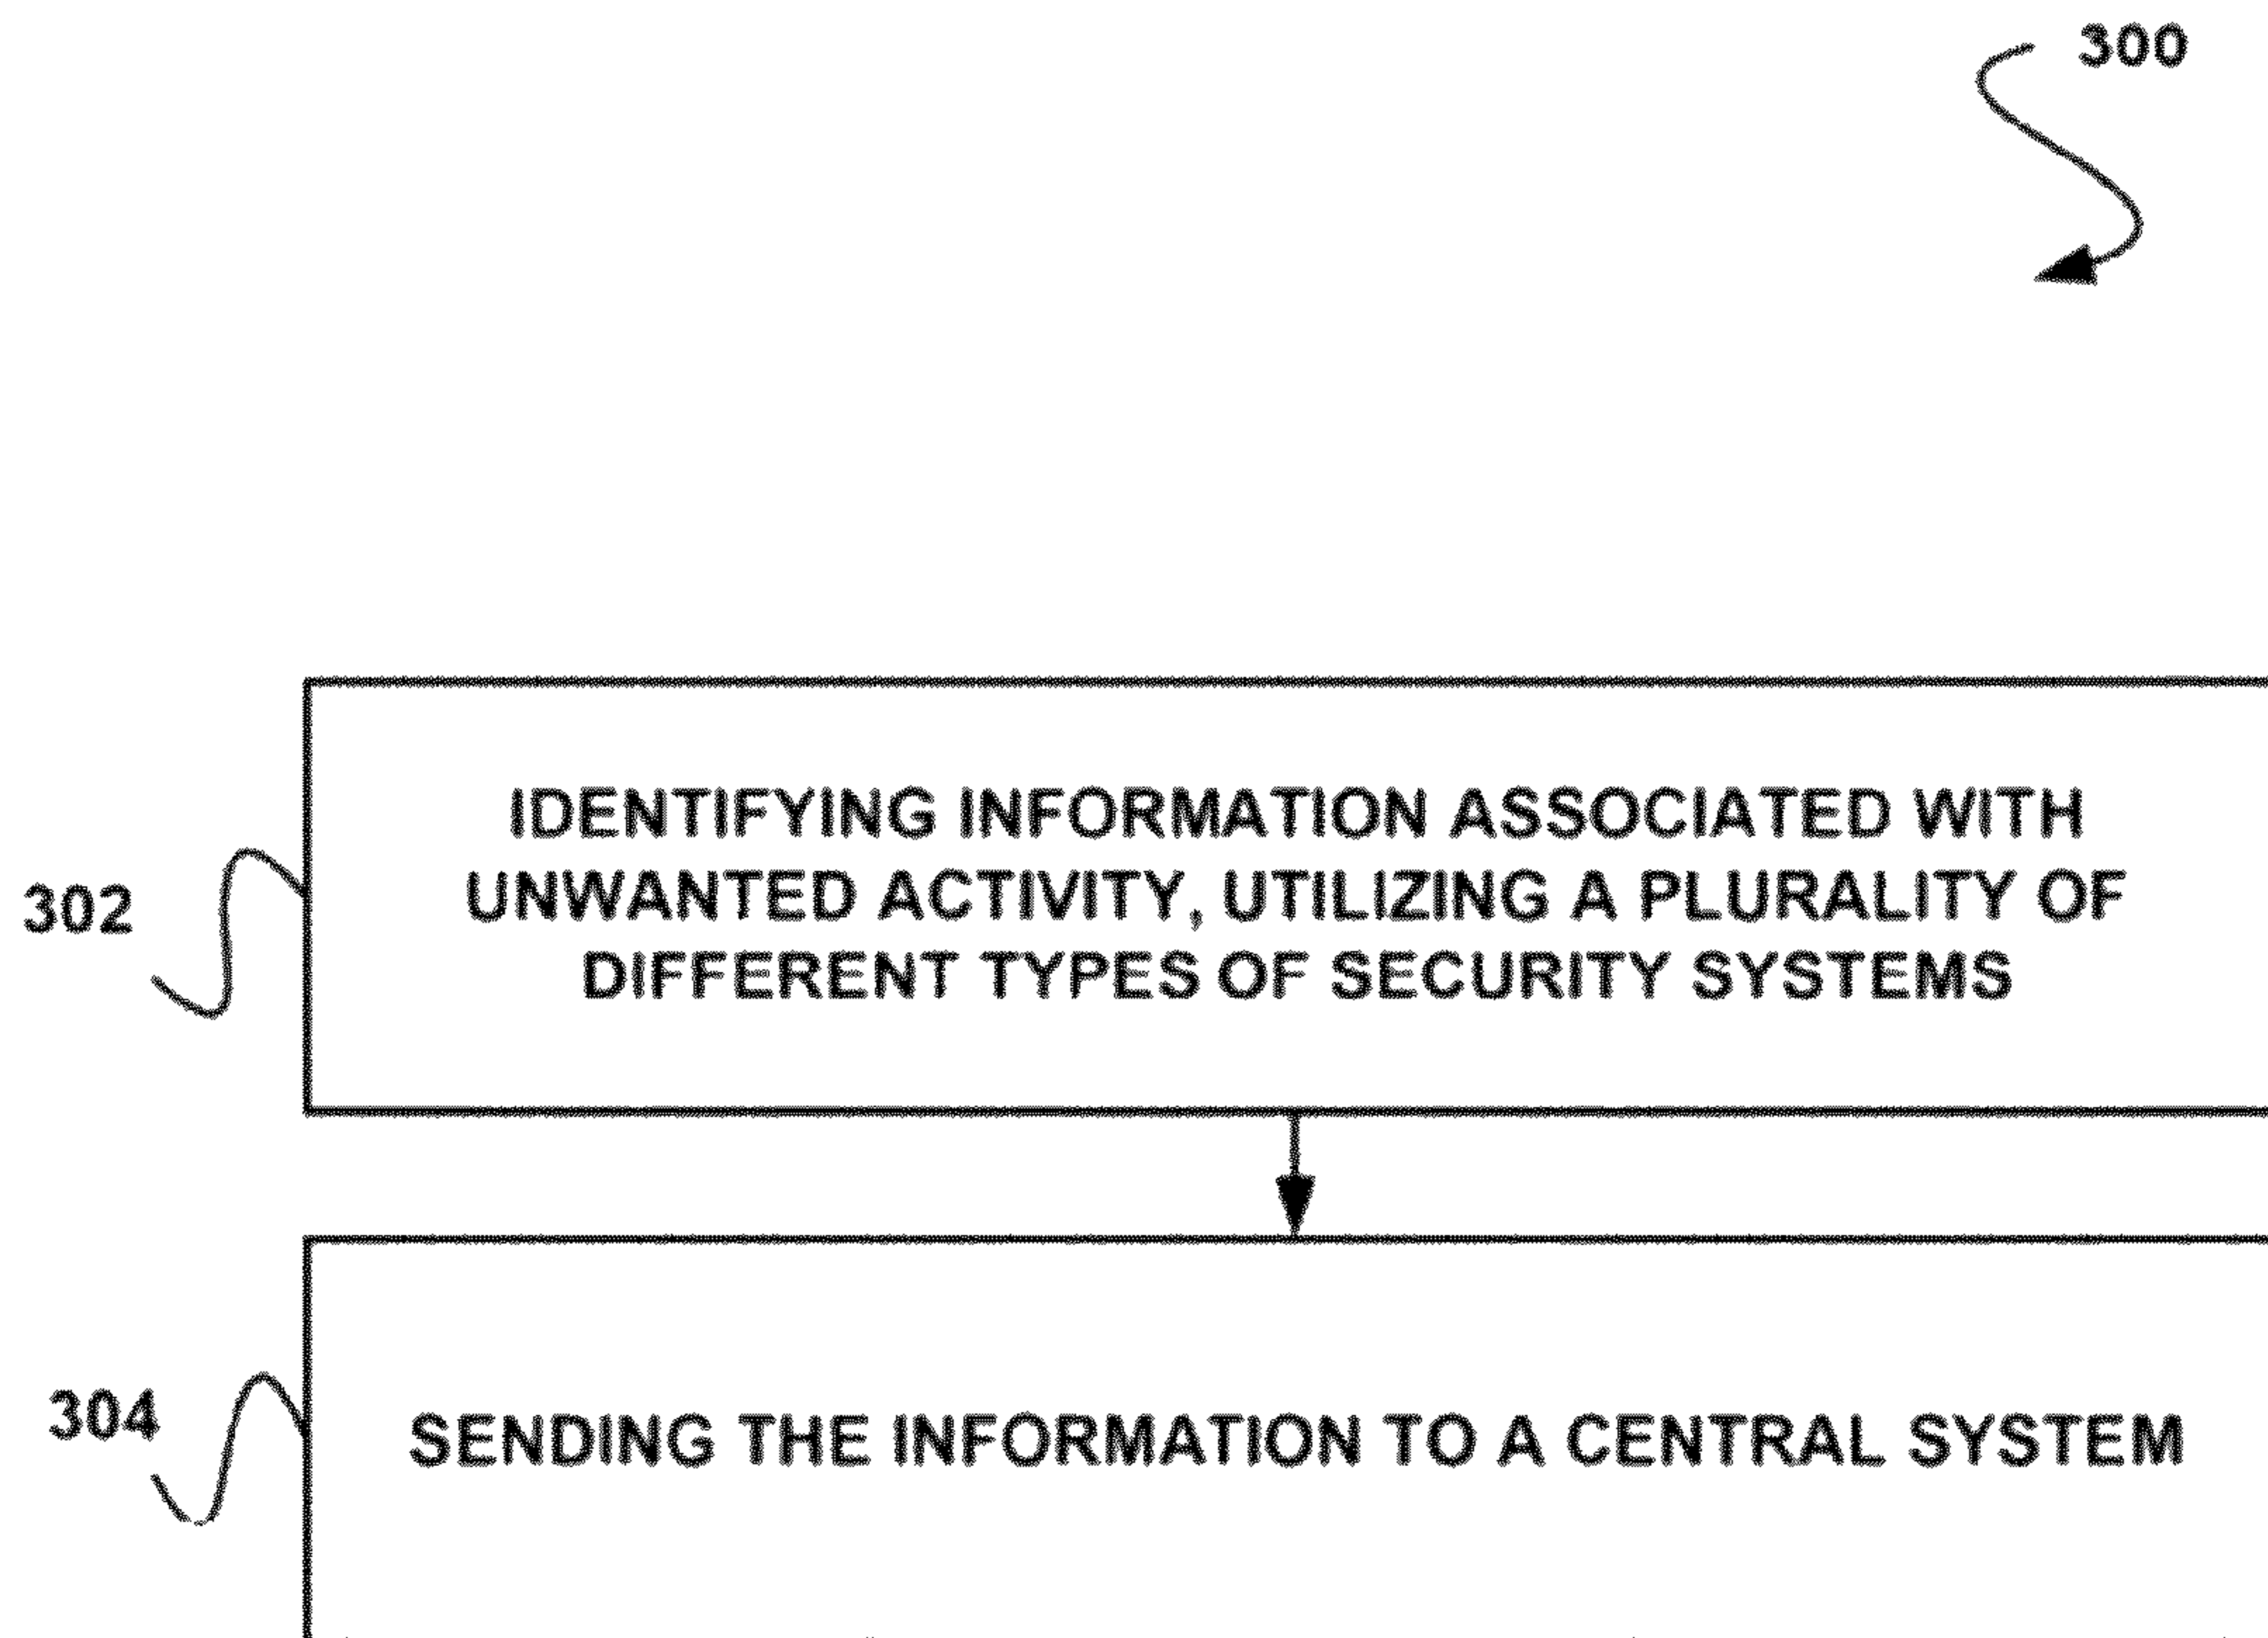 300
302
IDENTIFYING INFORMATION ASSOCIATED WITH
UNWANTED ACTIVITY, UTILIZING A PLURALITY OF
DIFFERENT TYPES OF SECURITY SYSTEMS
304
SENDING THE INFORMATION TO A CENTRAL SYSTEM